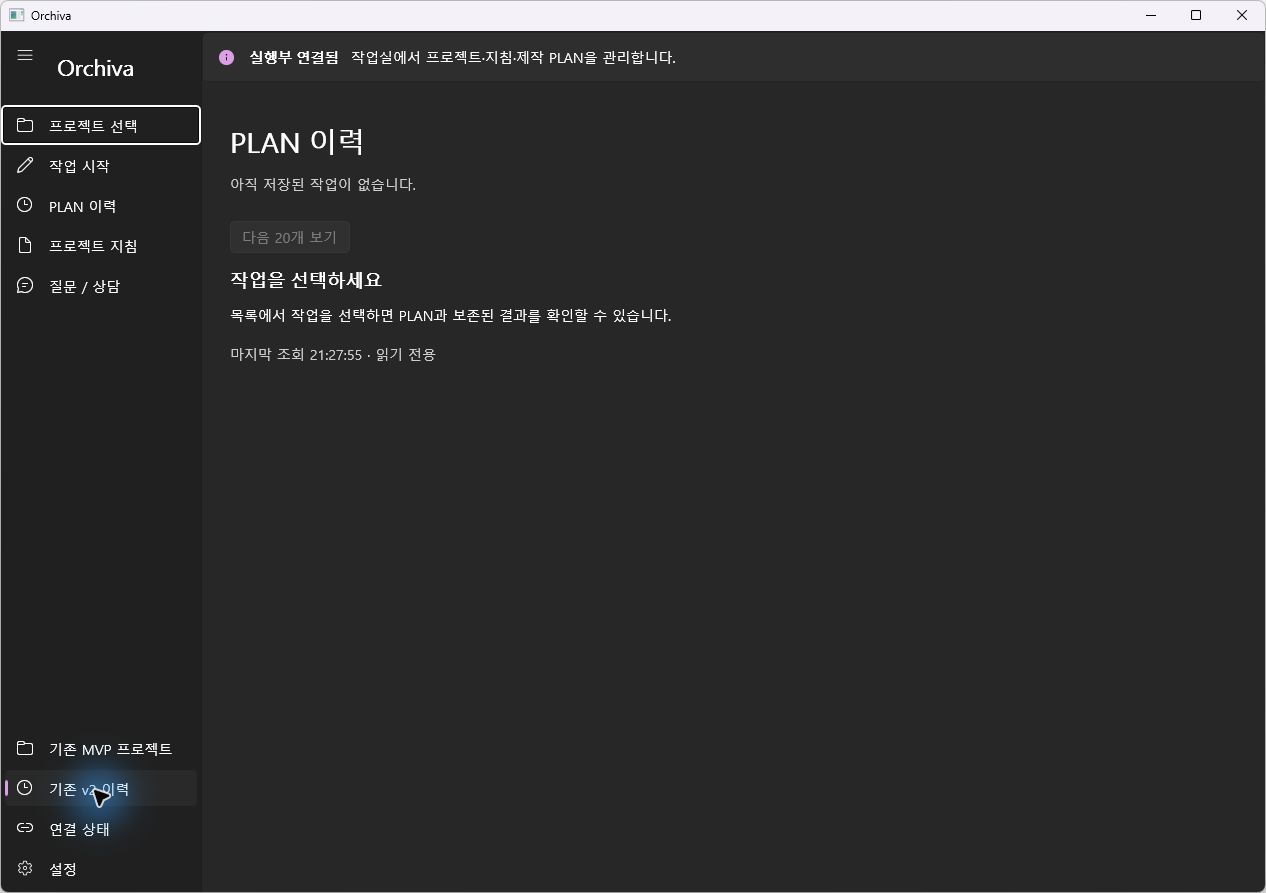 Orchiva
Orchiva
프로젝트 선택
작업 시작
PLAN 이력
프로젝트 지침
질문 / 상담
기존 MVP 프로젝트
기존 v2 이력
연결 상태
설정
실행부 연결됨 작업실에서 프로젝트·지침·제작 PLAN을 관리합니다.
PLAN 이력
아직 저장된 작업이 없습니다.
다음 20개 보기
작업을 선택하세요
목록에서 작업을 선택하면 PLAN과 보존된 결과를 확인할 수 있습니다.
마지막 조회 21:27:55 · 읽기 전용